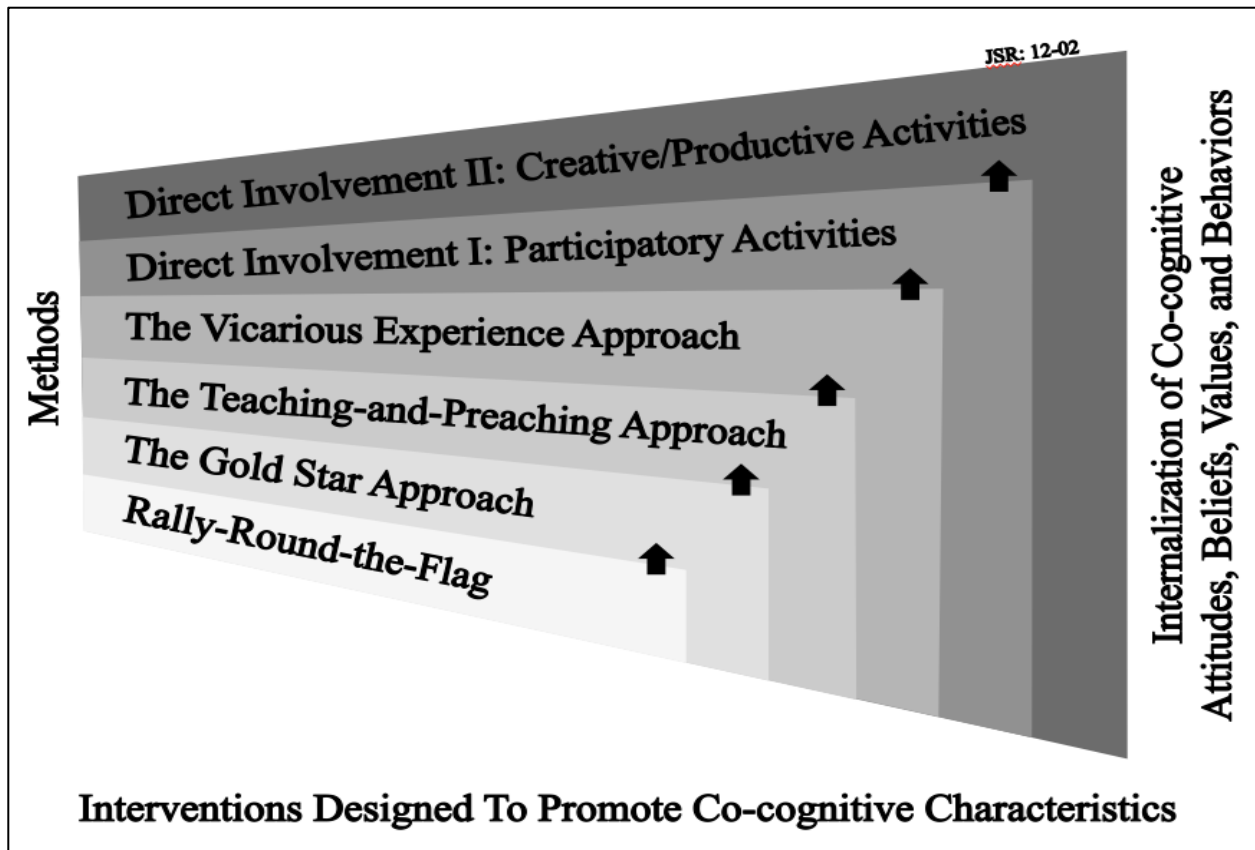 JSR: 12-02
Direct Involvement II: Creative/Productive Activities
Direct Involvement I: Participatory Activities
The Vicarious Experience Approach
The Teaching-and-Preaching Approach
The Gold Star Approach
Rally-Round-the-Flag
Methods
Internalization of Co-cognitive
Attitudes, Beliefs, Values, and Behaviors
Interventions Designed To Promote Co-cognitive Characteristics